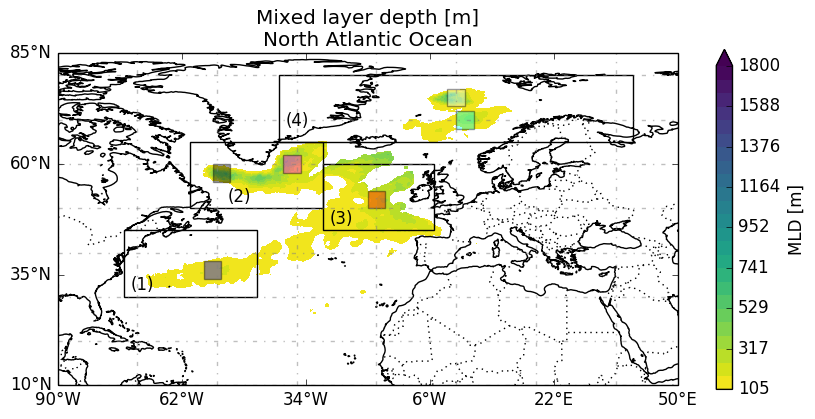 Mixed layer depth [m]
North Atlantic Ocean
85°N
60°N
35°N
10°N
90°W
62°W
34°W
6°W
22°E
50°E
(4)
(2)
(3)
(1)
1800
1588
1376
1164
952
741
529
317
105
MLD [m]